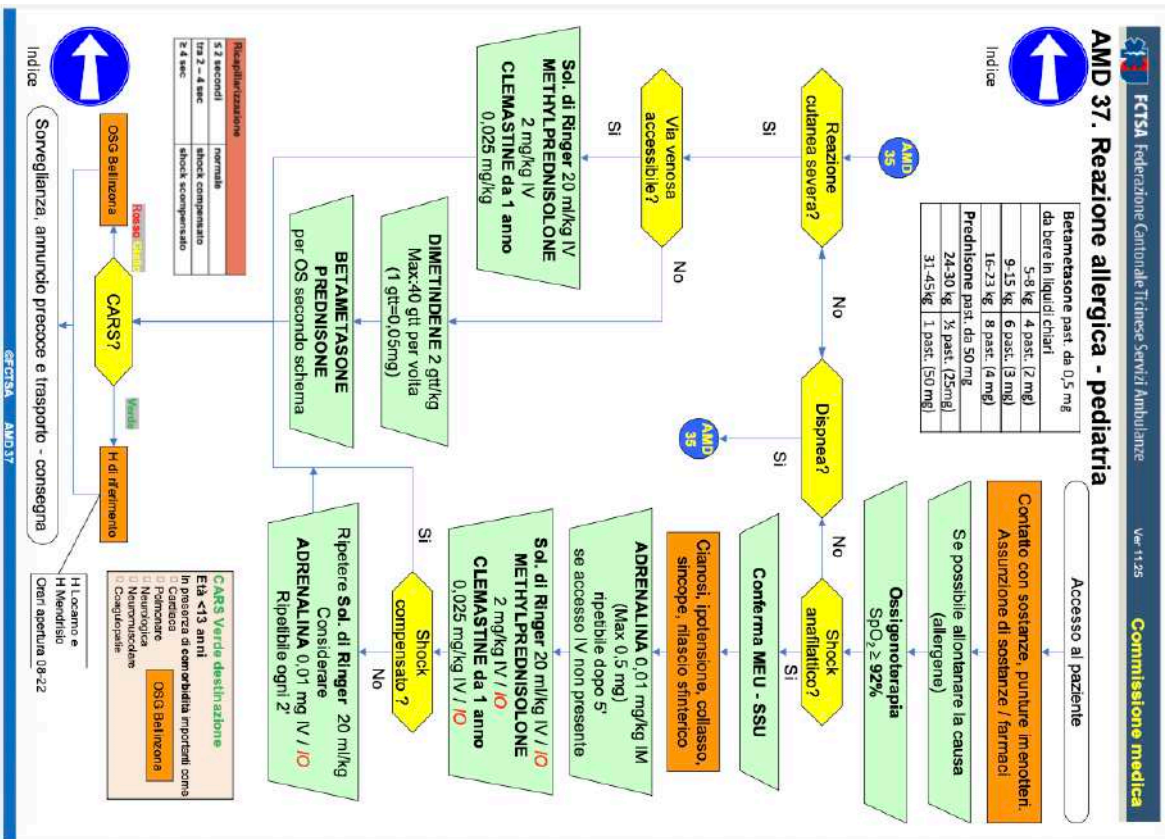 FCTSA Federazione Cantonale Ticinese Servizi Ambulanze
Ver 11.25
Commissione medica
AMD 37. Reazione allergica - pediatria
Indice
Betametasone past. da 0,5 mg
da bere in liquidi chiari
5-8 kg 4 past. (2 mg)
9-15 kg 6 past. (3 mg)
16-23 kg 8 past. (4 mg)
Prednisone past. da 50 mg
24-30 kg ½ past. (25mg)
31-45kg 1 past. (50 mg)
Accesso al paziente
Contatto con sostanze, punture imenotteri.
Assunzione di sostanze / farmaci
Se possibile allontanare la causa
(allergene)
Ossigenoterapia
SpO₂ ≥ 92%
AMD
35
Reazione
cutanea severa?
No
Dispnea?
No
Shock
anafilattico?
Si
Si
Si
AMD
35
Conferma MEU - SSU
Cianosi, ipotensione, collasso,
sincope, rilascio sfinterico
Via venosa
accessibile?
No
Si
ADRENALINA 0,01 mg/kg IM
(Max 0,5 mg)
ripetibile dopo 5'
se accesso IV non presente
Sol. di Ringer 20 ml/kg IV
METHYLPREDNISOLONE
2 mg/kg IV
CLEMASTINE da 1 anno
0,025 mg/kg
DIMETINDENE 2 gtt/kg
Max:40 gtt per volta
(1 gtt=0,05mg)
Sol. di Ringer 20 ml/kg IV / IO
METHYLPREDNISOLONE
2 mg/kg IV / IO
CLEMASTINE da 1 anno
0,025 mg/kg IV / IO
BETAMETASONE
PREDNISONE
per OS secondo schema
Si
Shock
compensato ?
No
Ripetere Sol. di Ringer 20 ml/kg
Considerare
ADRENALINA 0,01 mg IV / IO
Ripetibile ogni 2'
Ricapillarizzazione
≤ 2 secondi normale
tra 2 – 4 sec shock compensato
≥ 4 sec shock scompensato
Rosso
CARS?
Verde
OSG Bellinzona
H di riferimento
CARS Verde destinazione
Età <13 anni
In presenza di comorbidità importanti come
Cardiaca
Polmonare
Neurologica
Neuromuscolare
Coagulopatie
OSG Bellinzona
H Locarno e
H Mendrisio
Orari apertura 08-22
Indice
Sorveglianza, annuncio precoce e trasporto - consegna
©FCTSA AMD 37